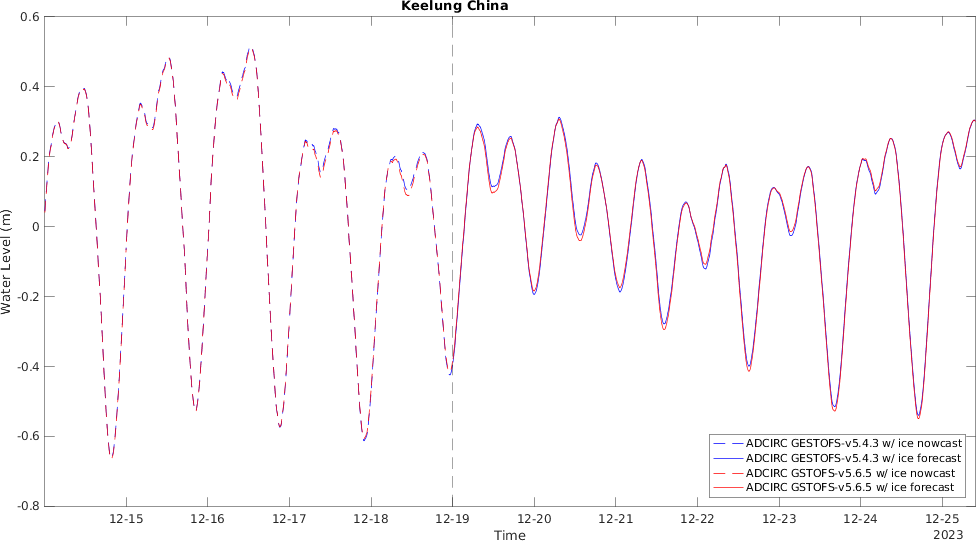 Keelung China
0.6
0.4
0.2
0
-0.2
-0.4
-0.6
-0.8
Water Level (m)
12-15
12-16
12-17
12-18
12-19
12-20
12-21
12-22
12-23
12-24
12-25
2023
Time
ADCIRC GESTOFS-v5.4.3 w/ ice nowcast
ADCIRC GESTOFS-v5.4.3 w/ ice forecast
ADCIRC GSTOFS-v5.6.5 w/ ice nowcast
ADCIRC GSTOFS-v5.6.5 w/ ice forecast